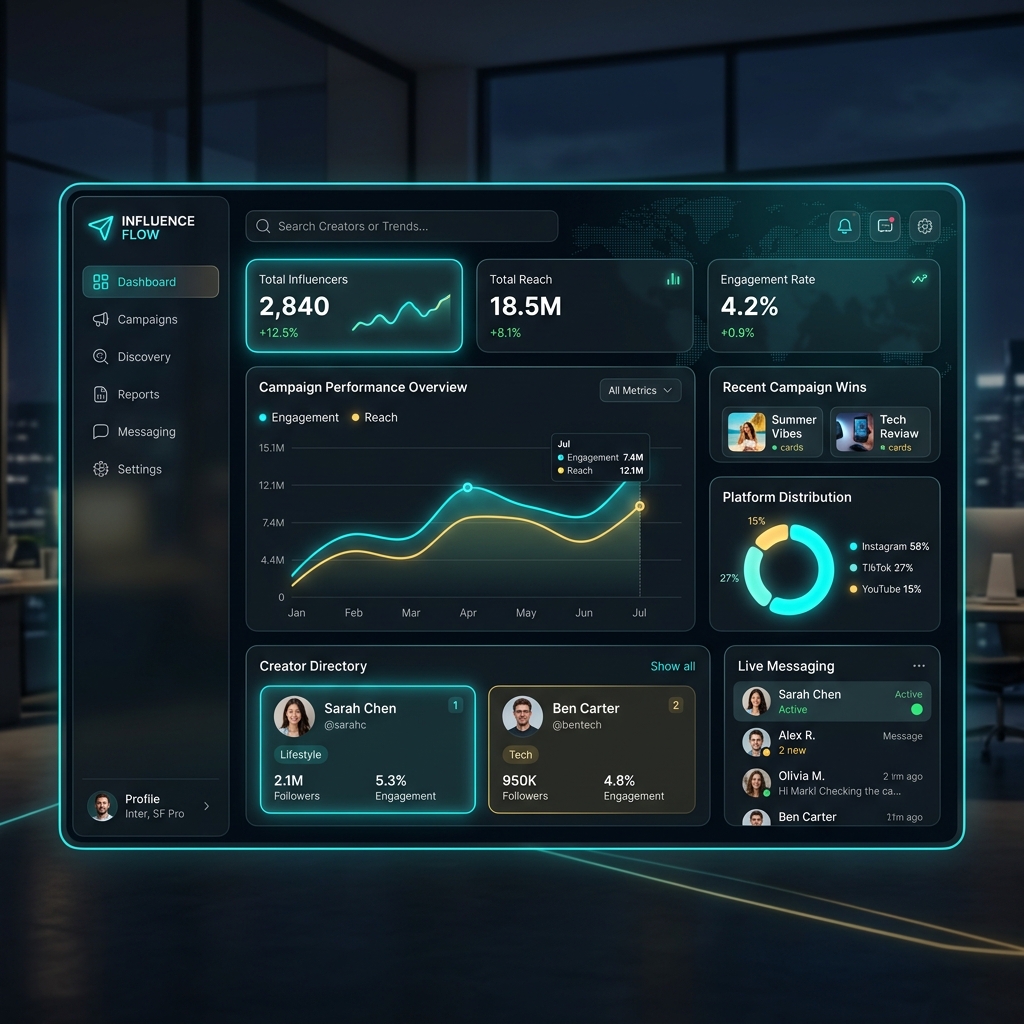 INFLUENCE
FLOW
Search Creators or Trends...
Dashboard
Campaigns
Discovery
Reports
Messaging
Settings
Profile
Inter, SF Pro
Total Influencers
2,840
+12.5%
Total Reach
18.5M
+8.1%
Engagement Rate
4.2%
+0.9%
Campaign Performance Overview
All Metrics
Engagement
Reach
15.1M
12.1M
7.4M
4.4M
0
Jul
Engagement 7.4M
Reach 12.1M
Jan Feb Mar Apr May Jun Jul
Recent Campaign Wins
Summer
Vibes
cards
Tech
Reviaw
cards
Platform Distribution
15%
27%
Instagram 58%
27%
YouTube 15%
Creator Directory
Show all
Sarah Chen
1
@sarahc
Lifestyle
2.1M 5.3%
Followers Engagement
Ben Carter
2
@bentech
Tech
950K 4.8%
Followers Engagement
Live Messaging
Sarah Chen Active
Active
Alex R. Message
2 new
Olivia M. 2 ago
Checking the ca...
Ben Carter ago